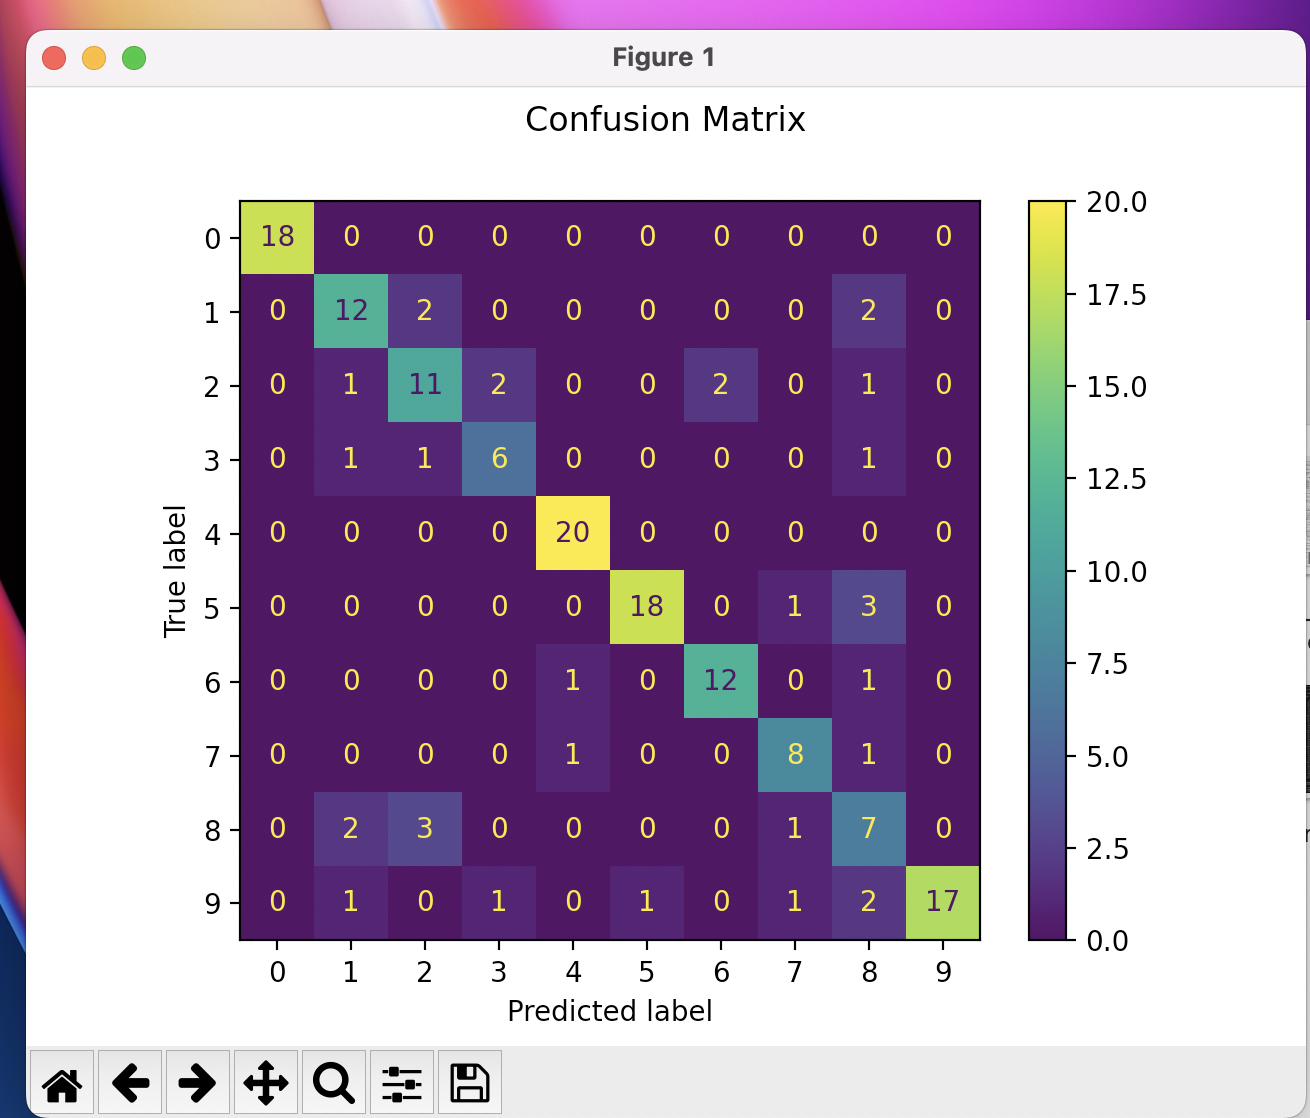 Figure 1
Confusion Matrix
0 18 0 0 0 0 0 0 0 0 0
1 0 12 2 0 0 0 0 0 2 0
2 0 1 11 2 0 0 2 0 1 0
3 0 1 1 6 0 0 0 0 1 0
4 0 0 0 0 20 0 0 0 0 0
5 0 0 0 0 0 18 0 1 3 0
6 0 0 0 0 1 0 12 0 1 0
7 0 0 0 0 1 0 0 8 1 0
8 0 2 3 0 0 0 0 1 7 0
9 0 1 0 1 0 1 0 1 2 17
0 1 2 3 4 5 6 7 8 9
True label
Predicted label
20.0
17.5
15.0
12.5
10.0
7.5
5.0
2.5
0.0